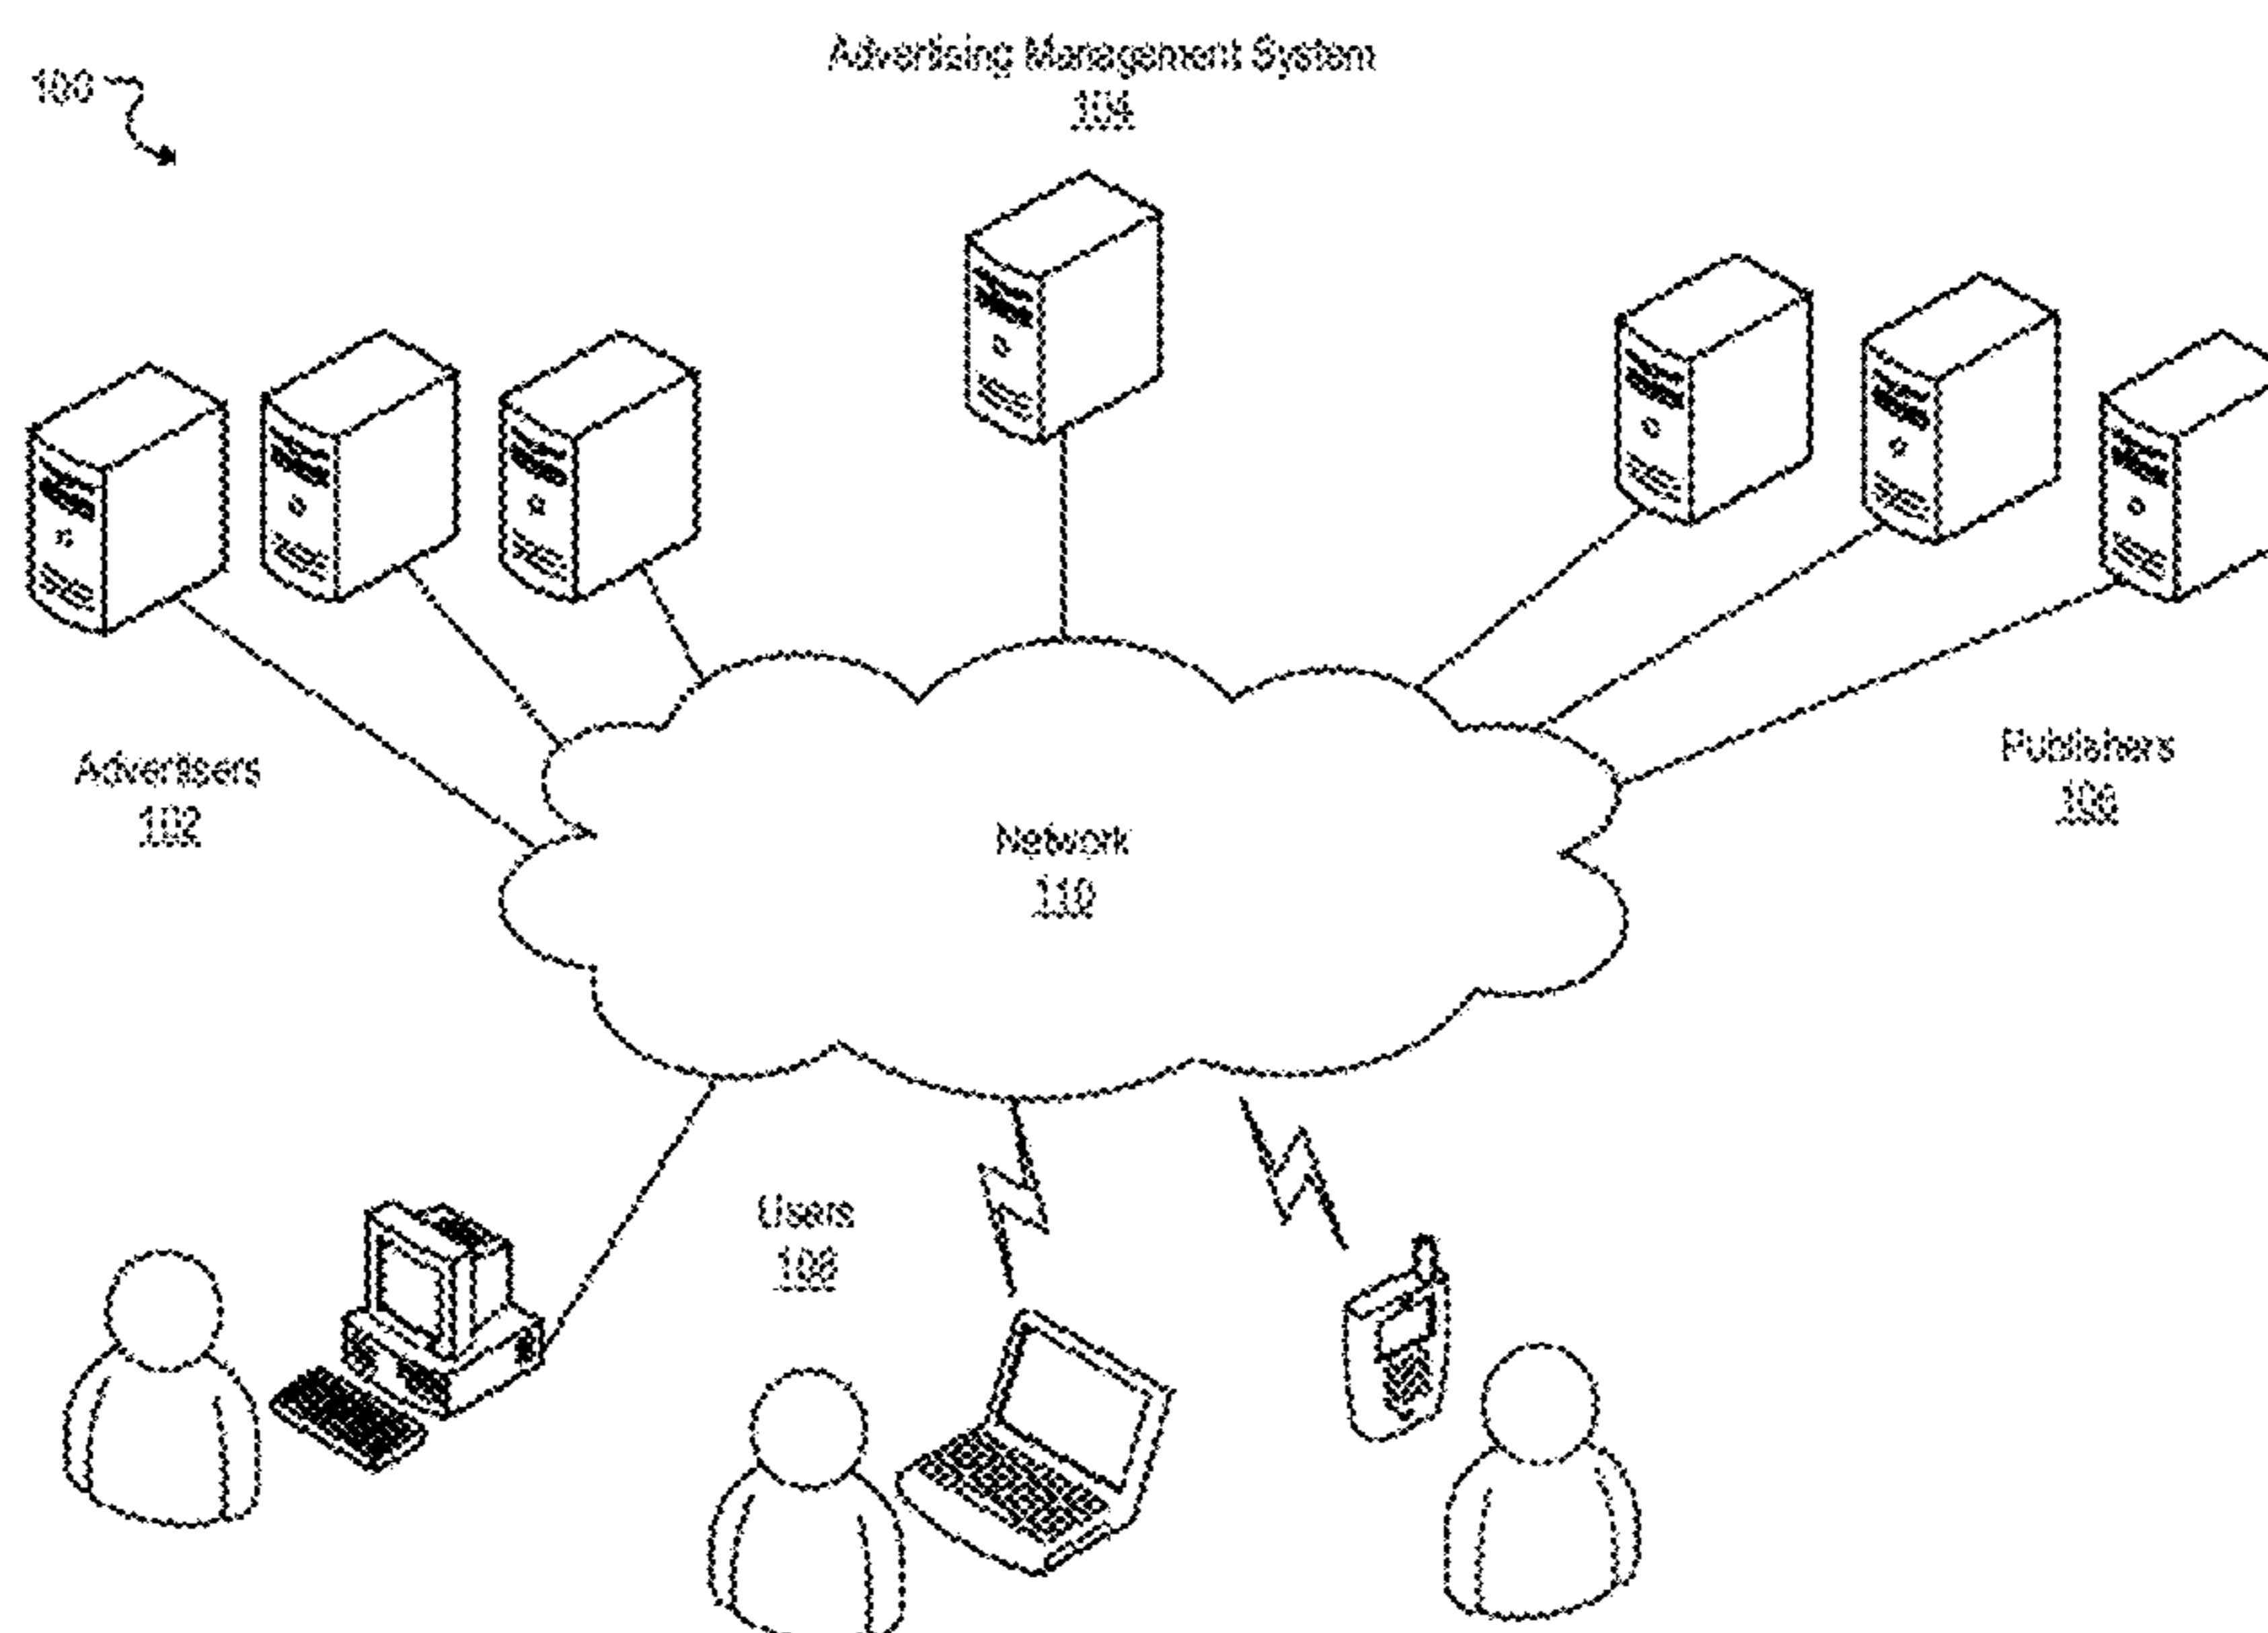 100
Advertising Management System
104
Advertisers
102
Publishers
106
Network
110
Users
108